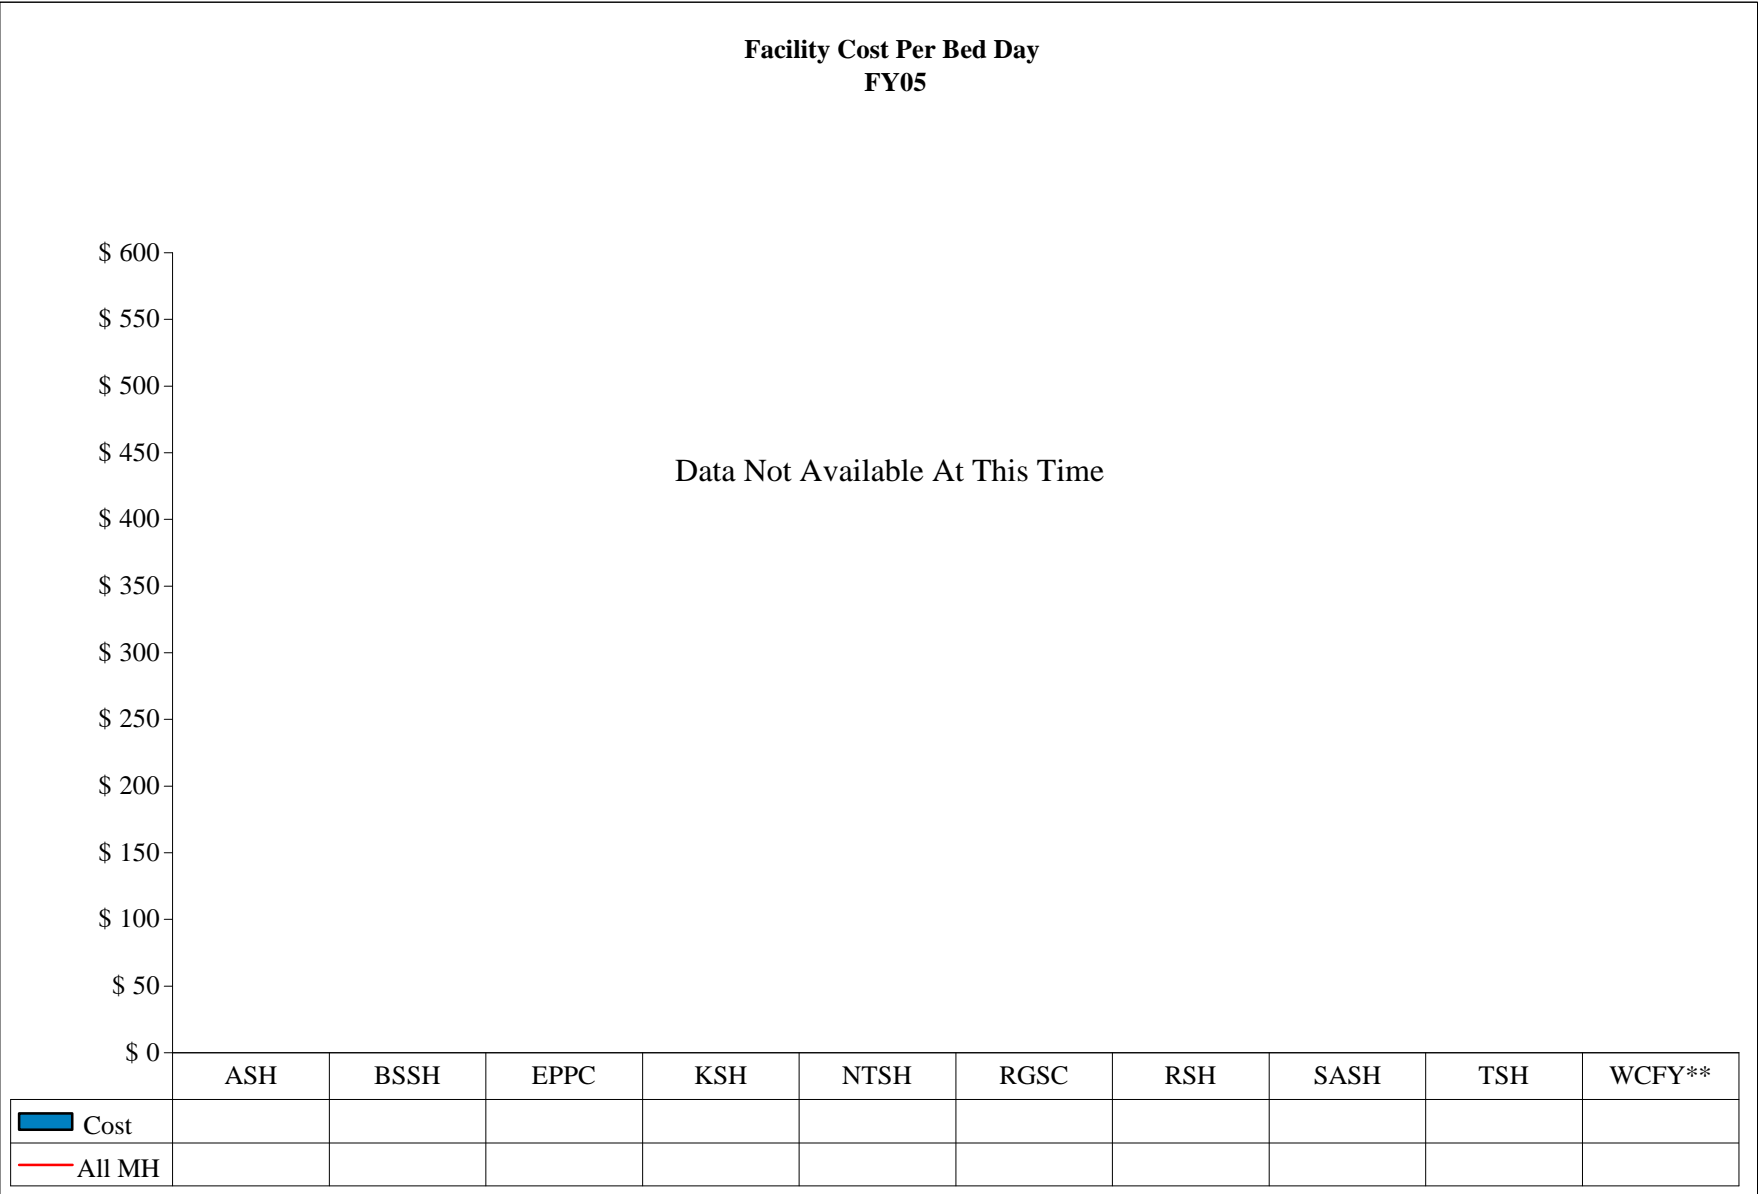 Facility Cost Per Bed Day
FY05
$ 600
$ 550
$ 500
$ 450
Data Not Available At This Time
$ 400
$ 350
$ 300
$ 250
$ 200
$ 150
$ 100
$ 50
$ 0
ASH BSSH EPPC KSH NTSH RGSC RSH SASH TSH WCFY**
Cost
All MH